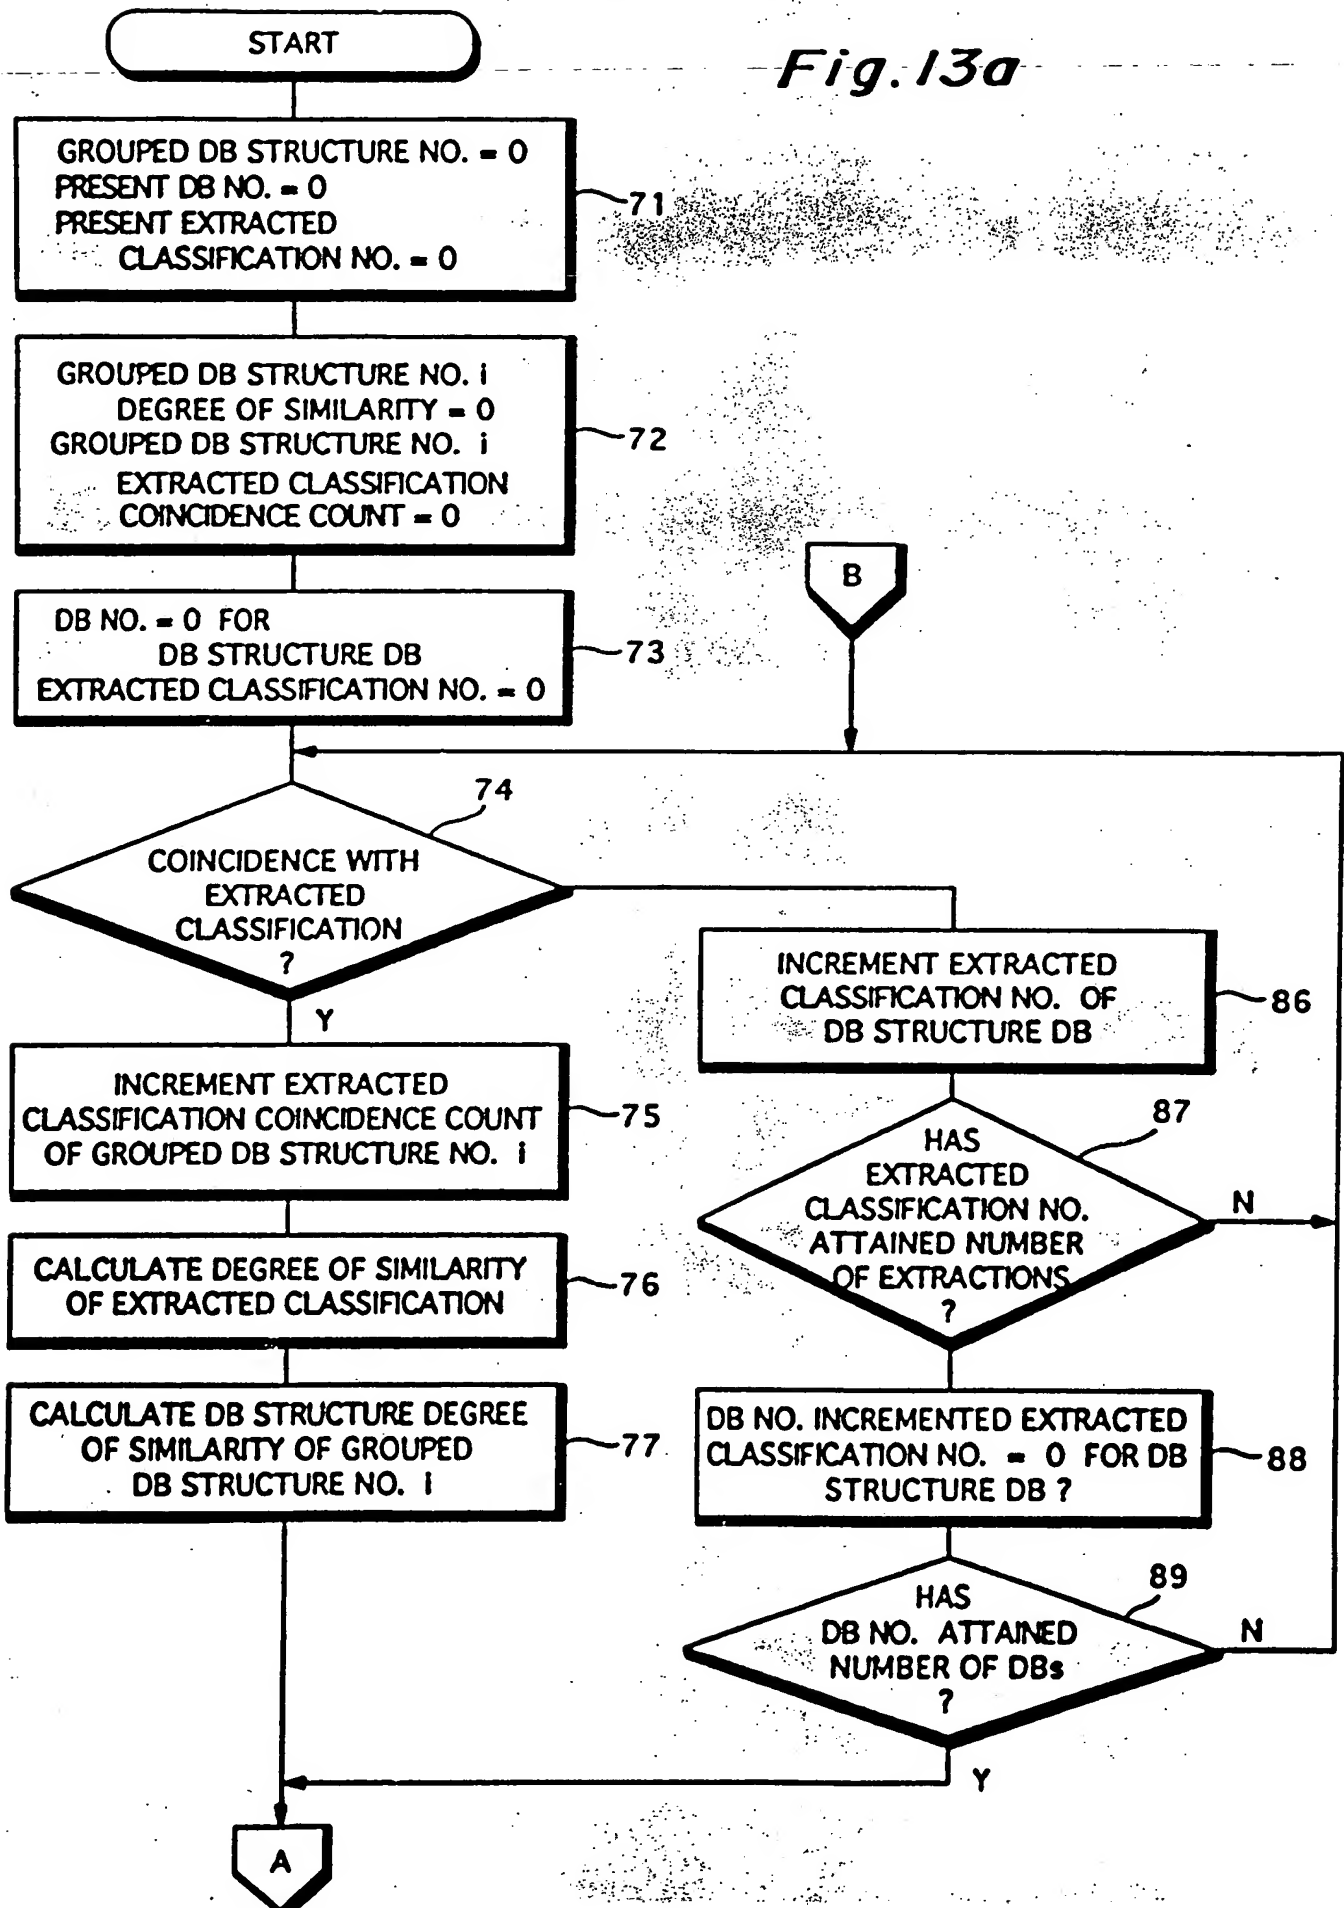 START
Fig.13a
GROUPED DB STRUCTURE NO. = 0
PRESENT DB NO. = 0
PRESENT EXTRACTED
CLASSIFICATION NO. = 0
71
GROUPED DB STRUCTURE NO. i
DEGREE OF SIMILARITY = 0
GROUPED DB STRUCTURE NO. i
EXTRACTED CLASSIFICATION
COINCIDENCE COUNT = 0
72
B
DB NO. = 0 FOR
DB STRUCTURE DB
EXTRACTED CLASSIFICATION NO. = 0
73
74
COINCIDENCE WITH
EXTRACTED
CLASSIFICATION
?
Y
INCREMENT EXTRACTED
CLASSIFICATION NO. OF
DB STRUCTURE DB
86
INCREMENT EXTRACTED
CLASSIFICATION COINCIDENCE COUNT
OF GROUPED DB STRUCTURE NO. i
75
87
HAS
EXTRACTED
CLASSIFICATION NO.
ATTAINED NUMBER
OF EXTRACTIONS
?
N
CALCULATE DEGREE OF SIMILARITY
OF EXTRACTED CLASSIFICATION
76
CALCULATE DB STRUCTURE DEGREE
OF SIMILARITY OF GROUPED
DB STRUCTURE NO. i
77
DB NO. INCREMENTED EXTRACTED
CLASSIFICATION NO. = 0 FOR DB
STRUCTURE DB ?
88
89
HAS
DB NO. ATTAINED
NUMBER OF DBs
?
N
Y
A